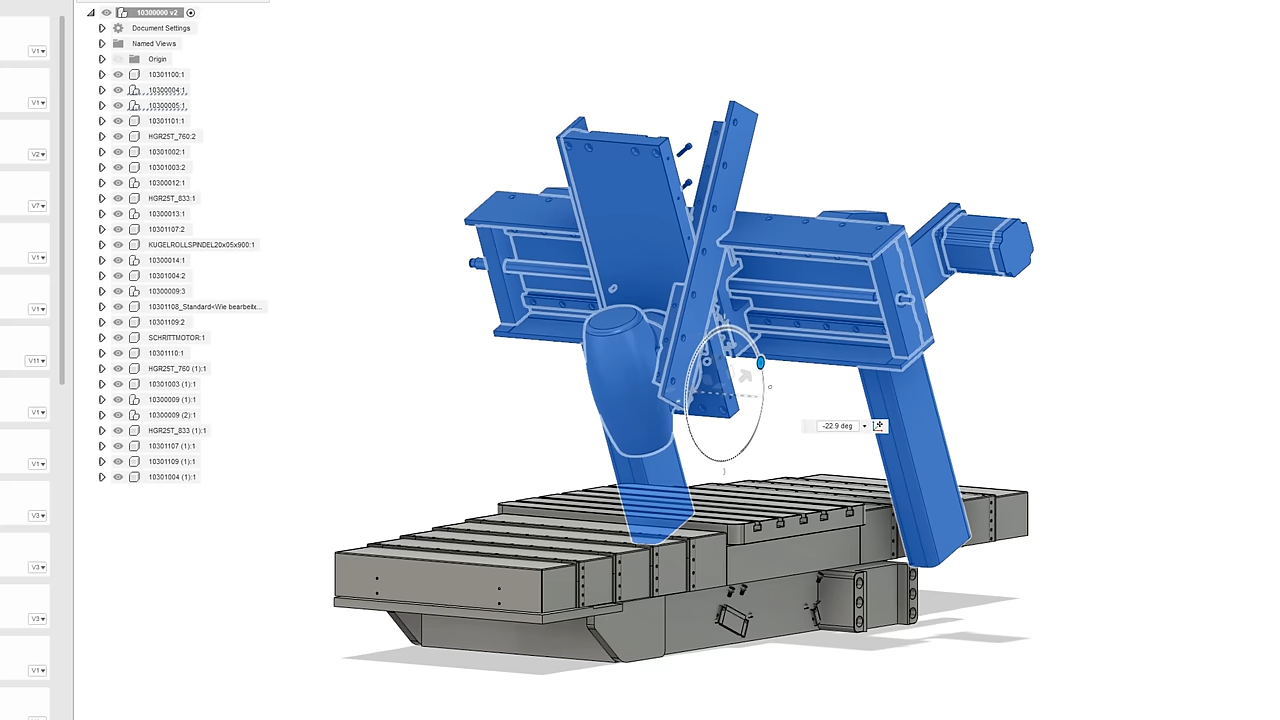 10300000 v2
Document Settings
V1
Named Views
Origin
10301100:1
10300004:1
V1
10300005:1
10301101:1
HGR25T_760:2
10301002:1
V2
10301003:2
10300012:1
HGR25T_833:1
V7
10300013:1
10301107:2
KUGELROLLSPINDEL20x05x900:1
V1
10300014:1
10301004:2
10300009:3
10301108_Standard<Wie bearbeite...
V1
10301109:2
SCHRITTMOTOR:1
10301110:1
V11
HGR25T_760 (1):1
10301003 (1):1
10300009 (1):1
V1
10300009 (2):1
-22.9 deg
HGR25T_833 (1):1
10301107 (1):1
10301109 (1):1
V1
10301004 (1):1
V3
V3
V3
V1